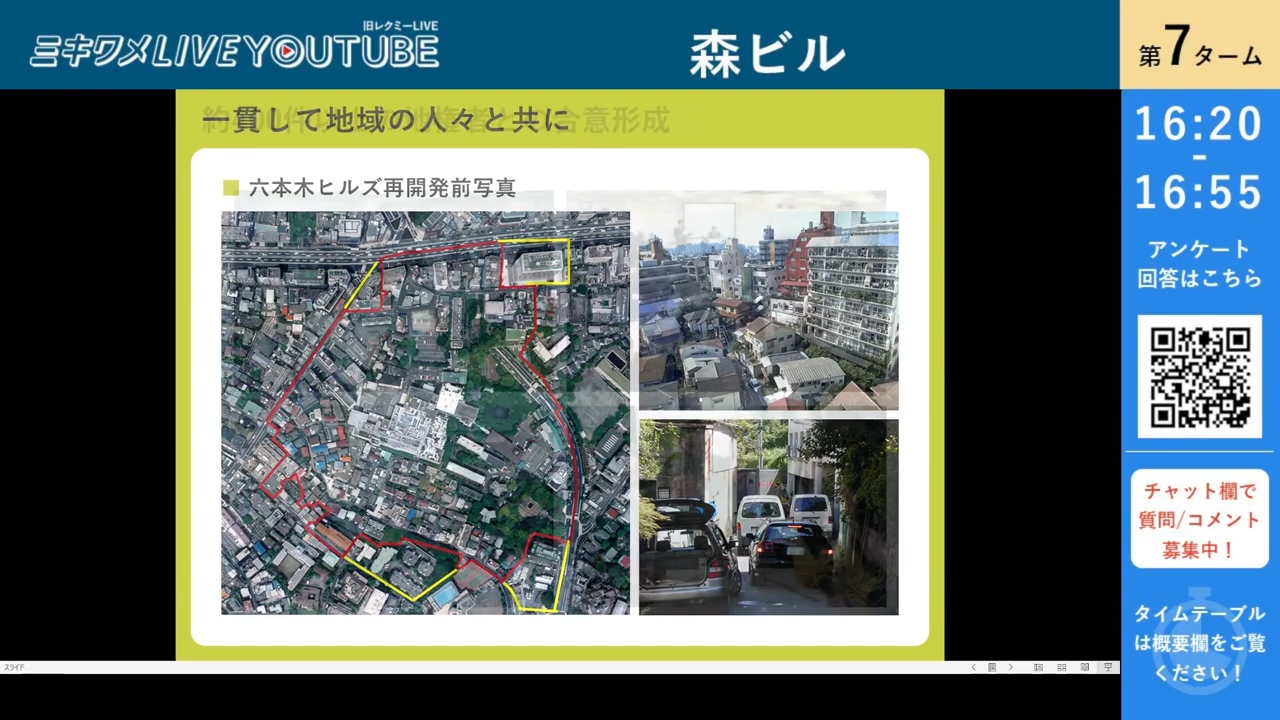 旧レクミーLIVE
ミキワメLIVE YOUTUBE
森ビル
第7ターム
一貫して地域の人々と共に
六本木ヒルズ再開発前写真
16:20
-
16:55
アンケート
回答はこちら
チャット欄で
質問/コメント
募集中！
タイムテーブル
は概要欄をご覧
ください！
スライド